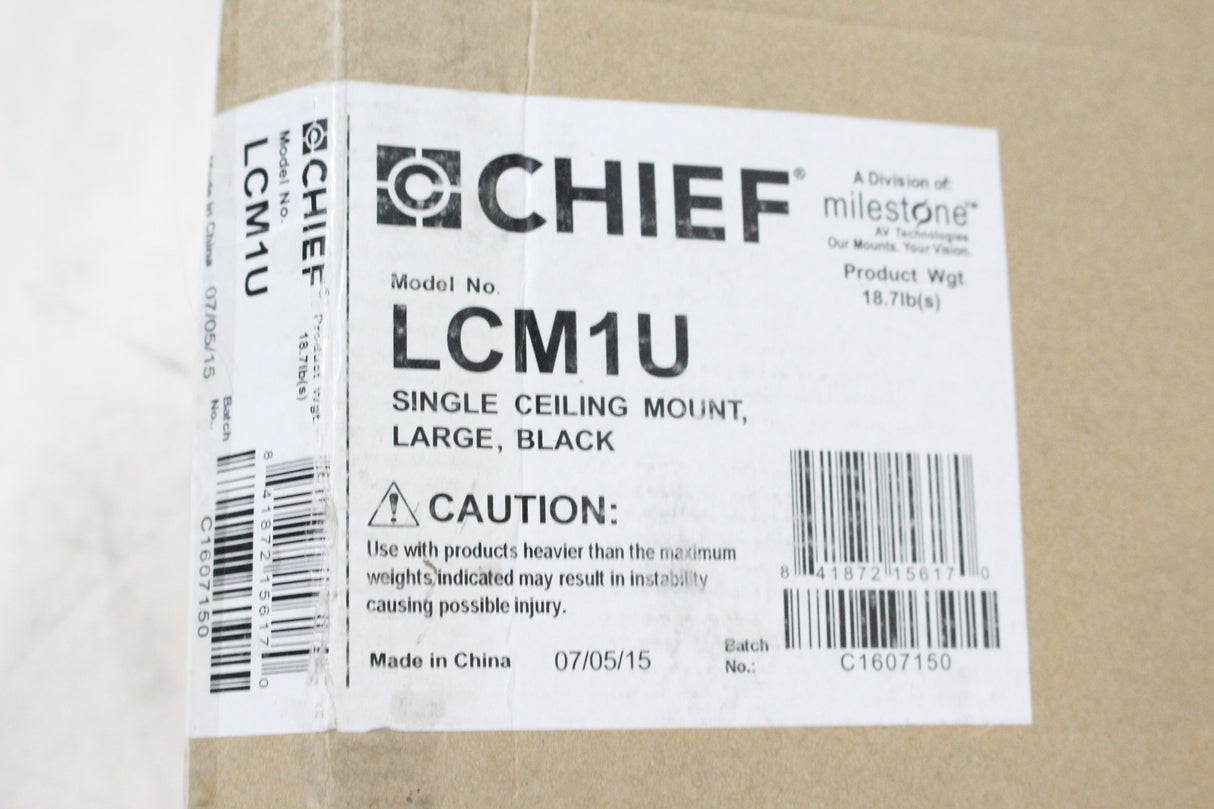 CHIEF®
A Division of:
milestone™
AV Technologies
Our Mounts. Your Vision.
Product Wgt.
18.7lb(s)
Model No.
LCM1U
SINGLE CEILING MOUNT,
LARGE, BLACK
CAUTION:
Use with products heavier than the maximum
weights indicated may result in instability
causing possible injury.
Made in China 07/05/15
8 41872 15617 0
Batch
No.:
C1607150
CHIEF
Product Wgt.
18.7lb(s)
Model No.
LCM1U
Made in China 07/05/15
Batch
No.:
8 41872 15617 0
C1607150